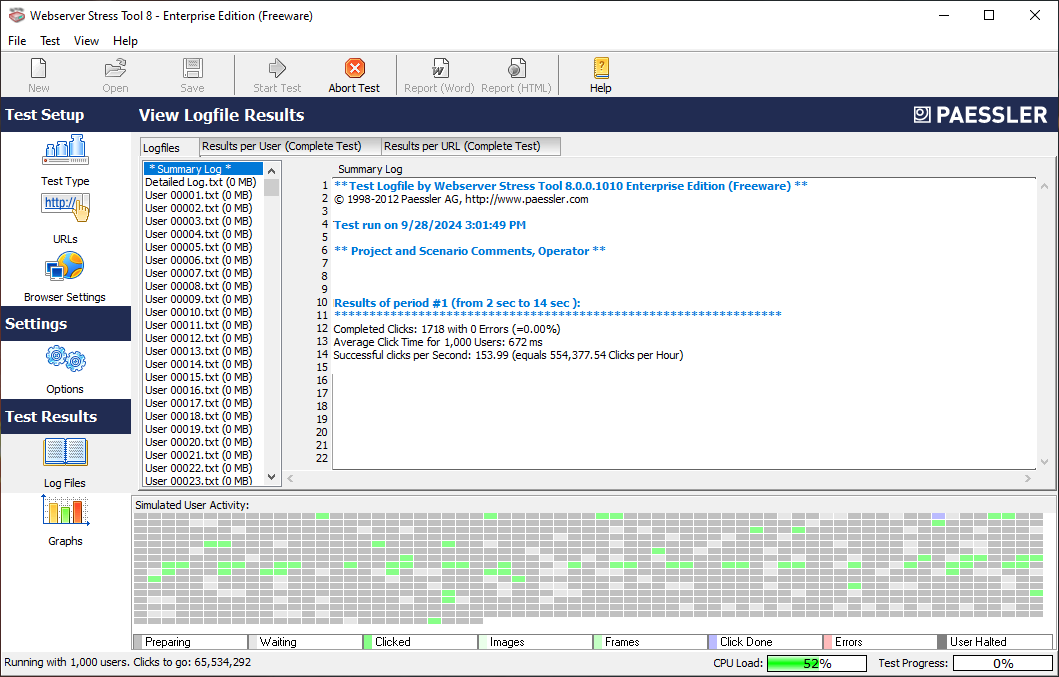 Webserver Stress Tool 8 - Enterprise Edition (Freeware)
File Test View Help
New Open Save Start Test Abort Test Report (Word) Report (HTML) Help
Test Setup
View Logfile Results
PAESSLER
Test Type
http://
URLs
Browser Settings
Settings
Options
Test Results
Log Files
Graphs
Logfiles Results per User (Complete Test) Results per URL (Complete Test)
* Summary Log *
Detailed Log.txt (0 MB)
User 00001.txt (0 MB)
User 00002.txt (0 MB)
User 00003.txt (0 MB)
User 00004.txt (0 MB)
User 00005.txt (0 MB)
User 00006.txt (0 MB)
User 00007.txt (0 MB)
User 00008.txt (0 MB)
User 00009.txt (0 MB)
User 00010.txt (0 MB)
User 00011.txt (0 MB)
User 00012.txt (0 MB)
User 00013.txt (0 MB)
User 00014.txt (0 MB)
User 00015.txt (0 MB)
User 00016.txt (0 MB)
User 00017.txt (0 MB)
User 00018.txt (0 MB)
User 00019.txt (0 MB)
User 00020.txt (0 MB)
User 00021.txt (0 MB)
User 00022.txt (0 MB)
User 00023.txt (0 MB)
Summary Log
1 **Test Logfile by Webserver Stress Tool 8.0.0.1010 Enterprise Edition (Freeware) **
2 © 1998-2012 Paessler AG, http://www.paessler.com
3
4 Test run on 9/28/2024 3:01:49 PM
5
6 ** Project and Scenario Comments, Operator **
7
8
9
10 Results of period #1 (from 2 sec to 14 sec ):
11 ****************************************************************
12 Completed Clicks: 1718 with 0 Errors (=0.00%)
13 Average Click Time for 1,000 Users: 672 ms
14 Successful clicks per Second: 153.99 (equals 554,377.54 Clicks per Hour)
15
16
17
18
19
20
21
22
Simulated User Activity:
Preparing Waiting Clicked Images Frames Click Done Errors User Halted
Running with 1,000 users. Clicks to go: 65,534,292
CPU Load: 52% Test Progress: 0%